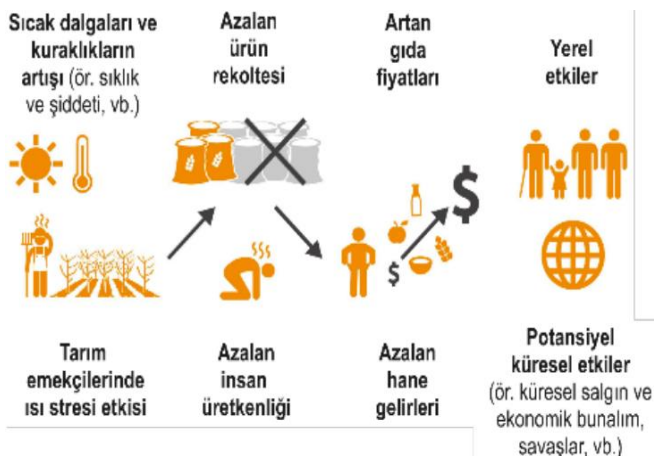 Sıcak dalgaları ve
kuraklıkların
artışı (ör. sıklık
ve şiddeti, vb.)
Azalan
ürün
rekoltesi
Artan
gıda
fiyatları
Yerel
etkiler
$
$
Tarım
emekçilerinde
ısı stresi etkisi
Azalan
insan
üretkenliği
Azalan
hane
gelirleri
Potansiyel
küresel etkiler
(ör. küresel salgın ve
ekonomik bunalım,
savaşlar, vb.)